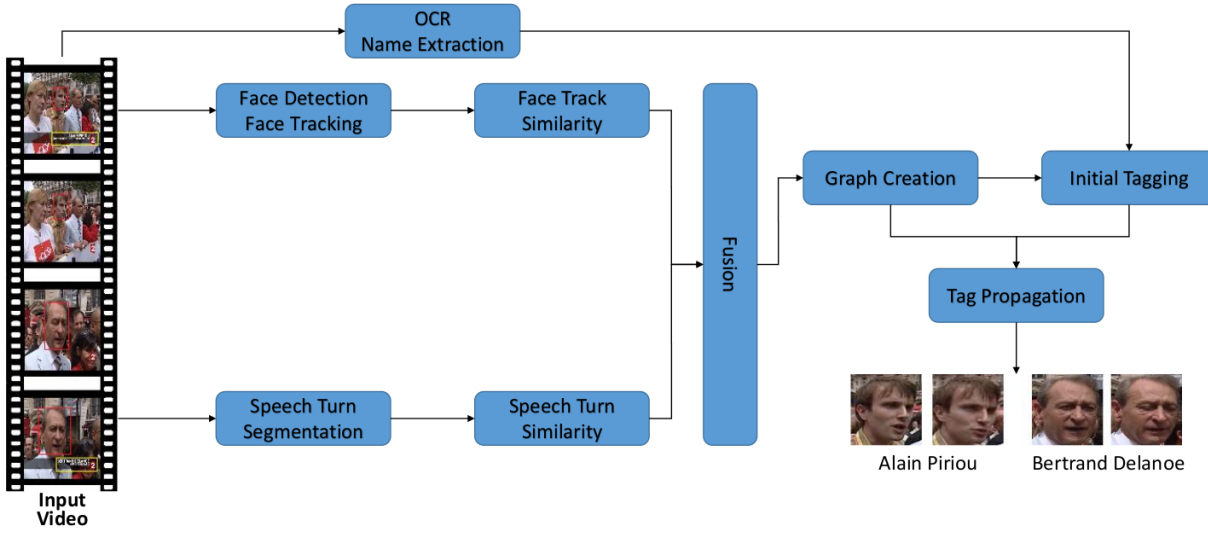 OCR
Name Extraction
Face Detection
Face Tracking
Face Track
Similarity
Fusion
Graph Creation
Initial Tagging
Tag Propagation
Speech Turn
Segmentation
Speech Turn
Similarity
Alain Piriou
Bertrand Delanoe
Input
Video